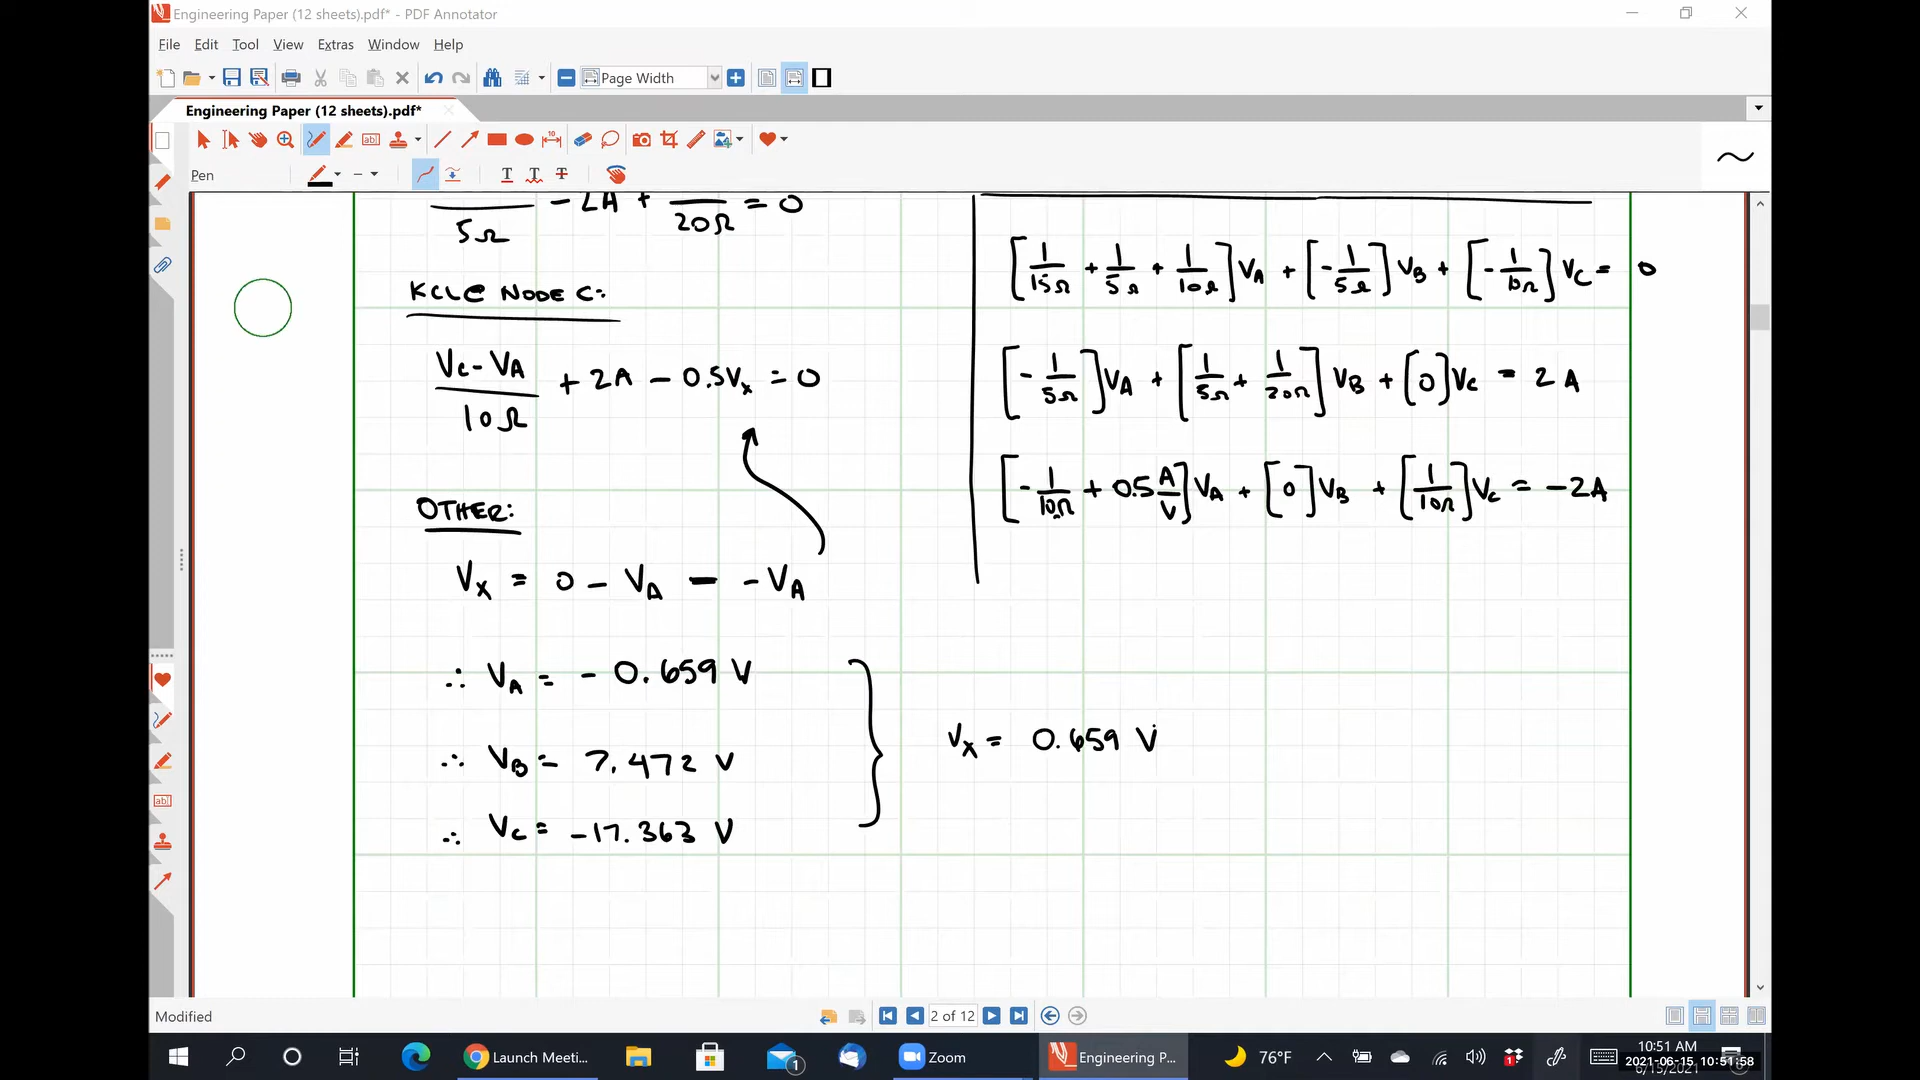 Engineering Paper (12 sheets).pdf* - PDF Annotator
File Edit Tool View Extras Window Help
Page Width
Engineering Paper (12 sheets).pdf*
Pen
5Ω - 2A + 20Ω = 0
KCL@ NODE C:
VC - VA / 10Ω + 2A - 0.5Vx = 0
OTHER:
Vx = 0 - VA = -VA
∴ VA = - 0.659 V
∴ VB = 7.472 V
∴ VC = -17.363 V
[1/15Ω + 1/5Ω + 1/10Ω]VA + [-1/5Ω]VB + [-1/10Ω]VC = 0
[-1/5Ω]VA + [1/5Ω + 1/20Ω]VB + [0]VC = 2A
[-1/10Ω + 0.5 A/V]VA + [0]VB + [1/10Ω]VC = -2A
Vx = 0.659 V
Modified
2 of 12
Launch Meeti...
1
Zoom
Engineering P...
76°F
1
10:51 AM
2021-06-15, 10:51:58
6/15/2021